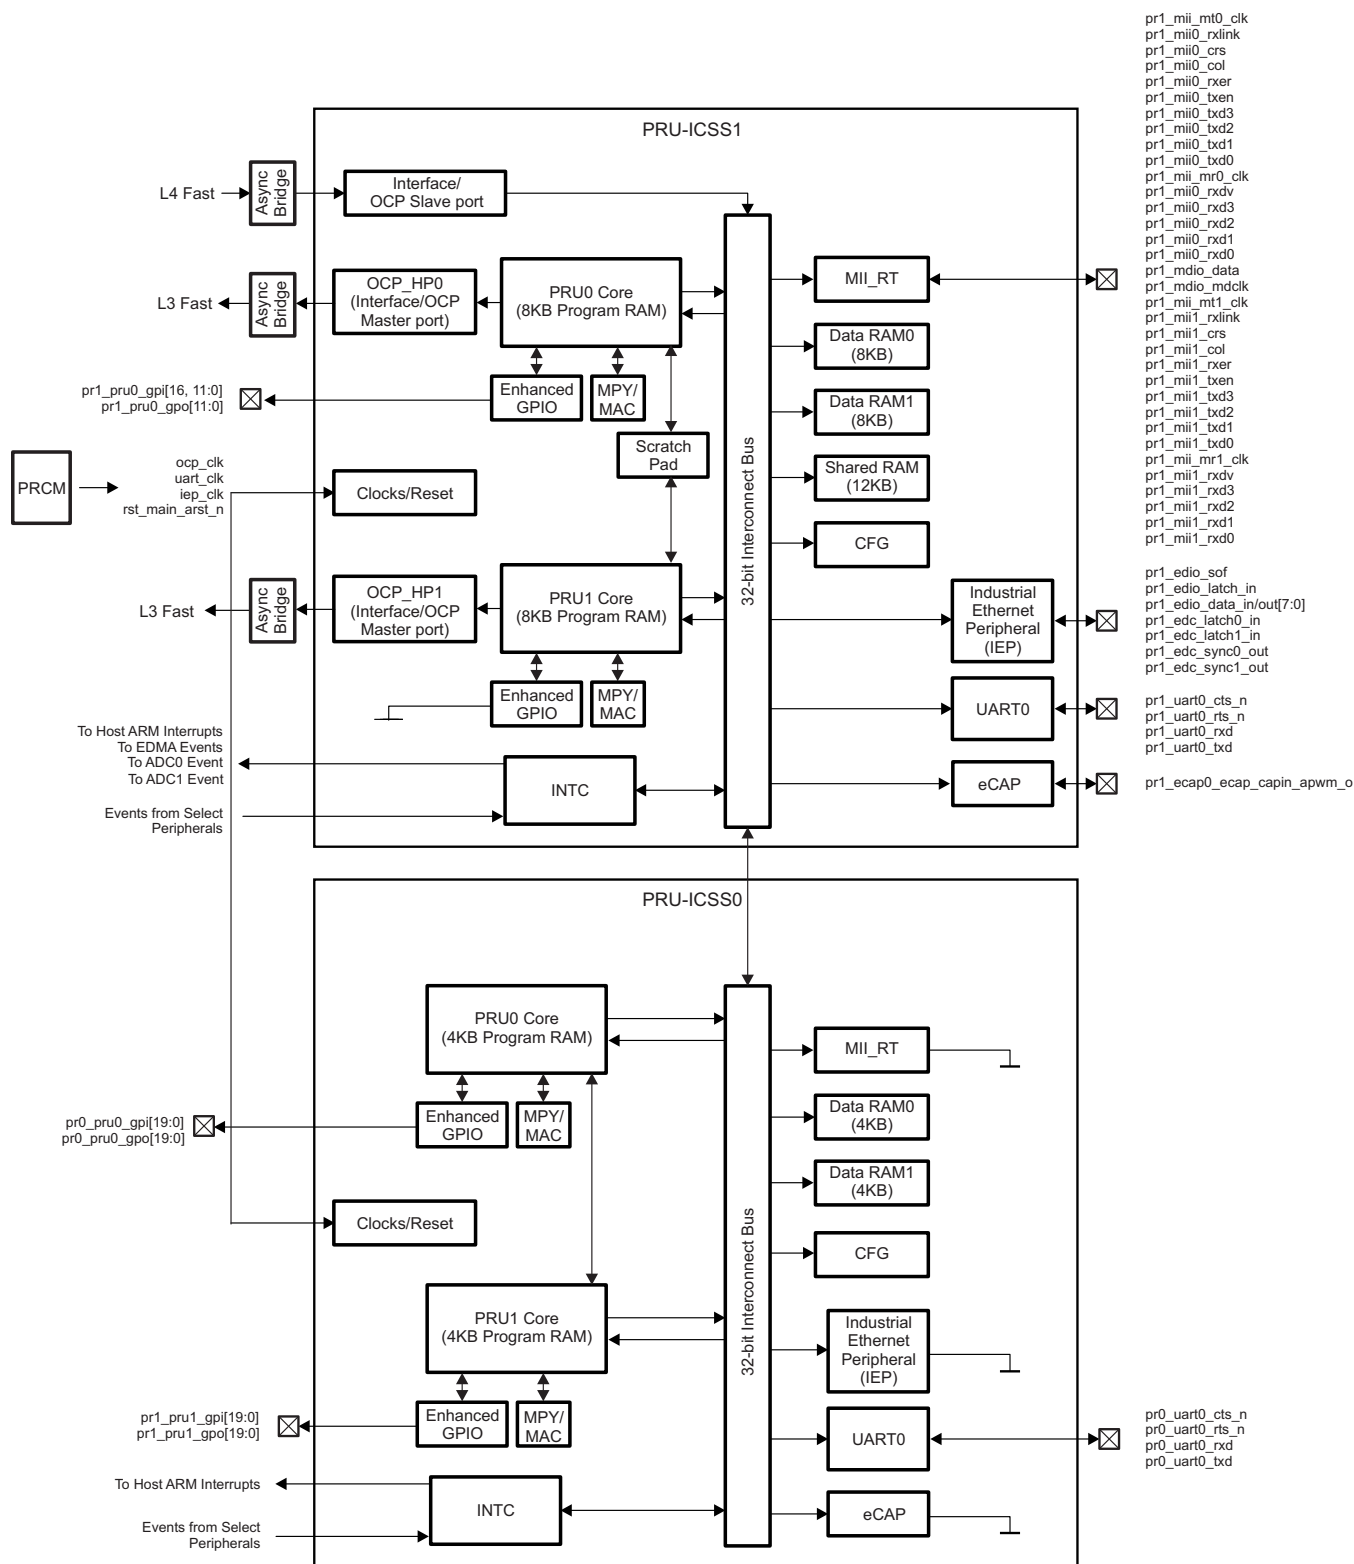 pr1_mii_mt0_clk
pr1_mii0_rxlink
pr1_mii0_crs
pr1_mii0_col
pr1_mii0_rxer
pr1_mii0_txen
pr1_mii0_txd3
pr1_mii0_txd2
pr1_mii0_txd1
pr1_mii0_txd0
pr1_mii_mr0_clk
pr1_mii0_rxdv
pr1_mii0_rxd3
pr1_mii0_rxd2
pr1_mii0_rxd1
pr1_mii0_rxd0
pr1_mdio_data
pr1_mdio_mdclk
pr1_mii_mt1_clk
pr1_mii1_rxlink
pr1_mii1_crs
pr1_mii1_col
pr1_mii1_rxer
pr1_mii1_txen
pr1_mii1_txd3
pr1_mii1_txd2
pr1_mii1_txd1
pr1_mii1_txd0
pr1_mii_mr1_clk
pr1_mii1_rxdv
pr1_mii1_rxd3
pr1_mii1_rxd2
pr1_mii1_rxd1
pr1_mii1_rxd0
PRU-ICSS1
L4 Fast
Async
Bridge
Interface/
OCP Slave port
L3 Fast
Async
Bridge
OCP_HP0
(Interface/OCP
Master port)
PRU0 Core
(8KB Program RAM)
MII_RT
Data RAM0
(8KB)
pr1_pru0_gpi[16, 11:0]
pr1_pru0_gpo[11:0]
Enhanced
GPIO
MPY/
MAC
Data RAM1
(8KB)
Scratch
Pad
32-bit Interconnect Bus
Shared RAM
(12KB)
PRCM
ocp_clk
uart_clk
iep_clk
rst_main_arst_n
Clocks/Reset
CFG
L3 Fast
Async
Bridge
OCP_HP1
(Interface/OCP
Master port)
PRU1 Core
(8KB Program RAM)
Industrial
Ethernet
Peripheral
(IEP)
pr1_edio_sof
pr1_edio_latch_in
pr1_edio_data_in/out[7:0]
pr1_edc_latch0_in
pr1_edc_latch1_in
pr1_edc_sync0_out
pr1_edc_sync1_out
Enhanced
GPIO
MPY/
MAC
UART0
pr1_uart0_cts_n
pr1_uart0_rts_n
pr1_uart0_rxd
pr1_uart0_txd
To Host ARM Interrupts
To EDMA Events
To ADC0 Event
To ADC1 Event
INTC
eCAP
pr1_ecap0_ecap_capin_apwm_o
Events from Select
Peripherals
PRU-ICSS0
PRU0 Core
(4KB Program RAM)
MII_RT
pr0_pru0_gpi[19:0]
pr0_pru0_gpo[19:0]
Enhanced
GPIO
MPY/
MAC
Data RAM0
(4KB)
Data RAM1
(4KB)
Clocks/Reset
32-bit Interconnect Bus
CFG
PRU1 Core
(4KB Program RAM)
Industrial
Ethernet
Peripheral
(IEP)
pr1_pru1_gpi[19:0]
pr1_pru1_gpo[19:0]
Enhanced
GPIO
MPY/
MAC
UART0
pr0_uart0_cts_n
pr0_uart0_rts_n
pr0_uart0_rxd
pr0_uart0_txd
To Host ARM Interrupts
INTC
eCAP
Events from Select
Peripherals